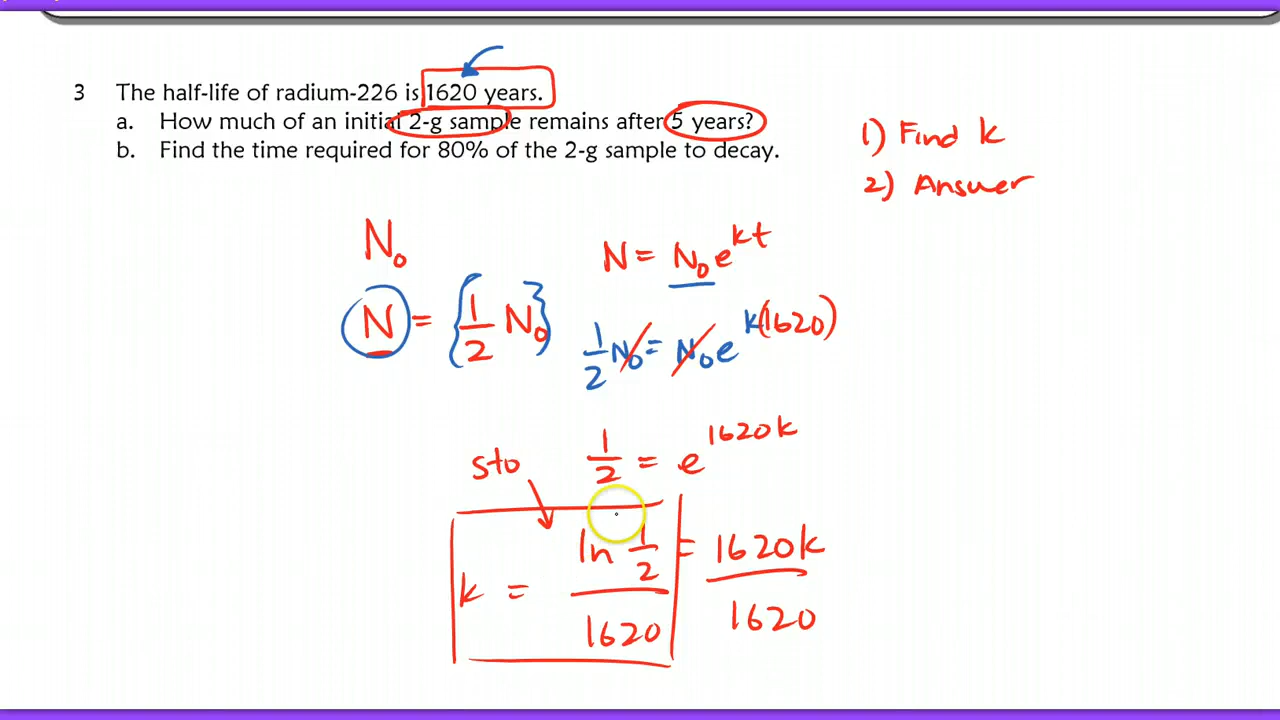 3 The half-life of radium-226 is 1620 years.
a. How much of an initial 2-g sample remains after 5 years?
b. Find the time required for 80% of the 2-g sample to decay.
1) Find k
2) Answer
N₀
N = {1/2 N₀}
N = N₀e^kt
1/2 N₀ = N₀e^k(1620)
1/2 = e^1620k
sto
k = ln 1/2 / 1620 = 1620k / 1620